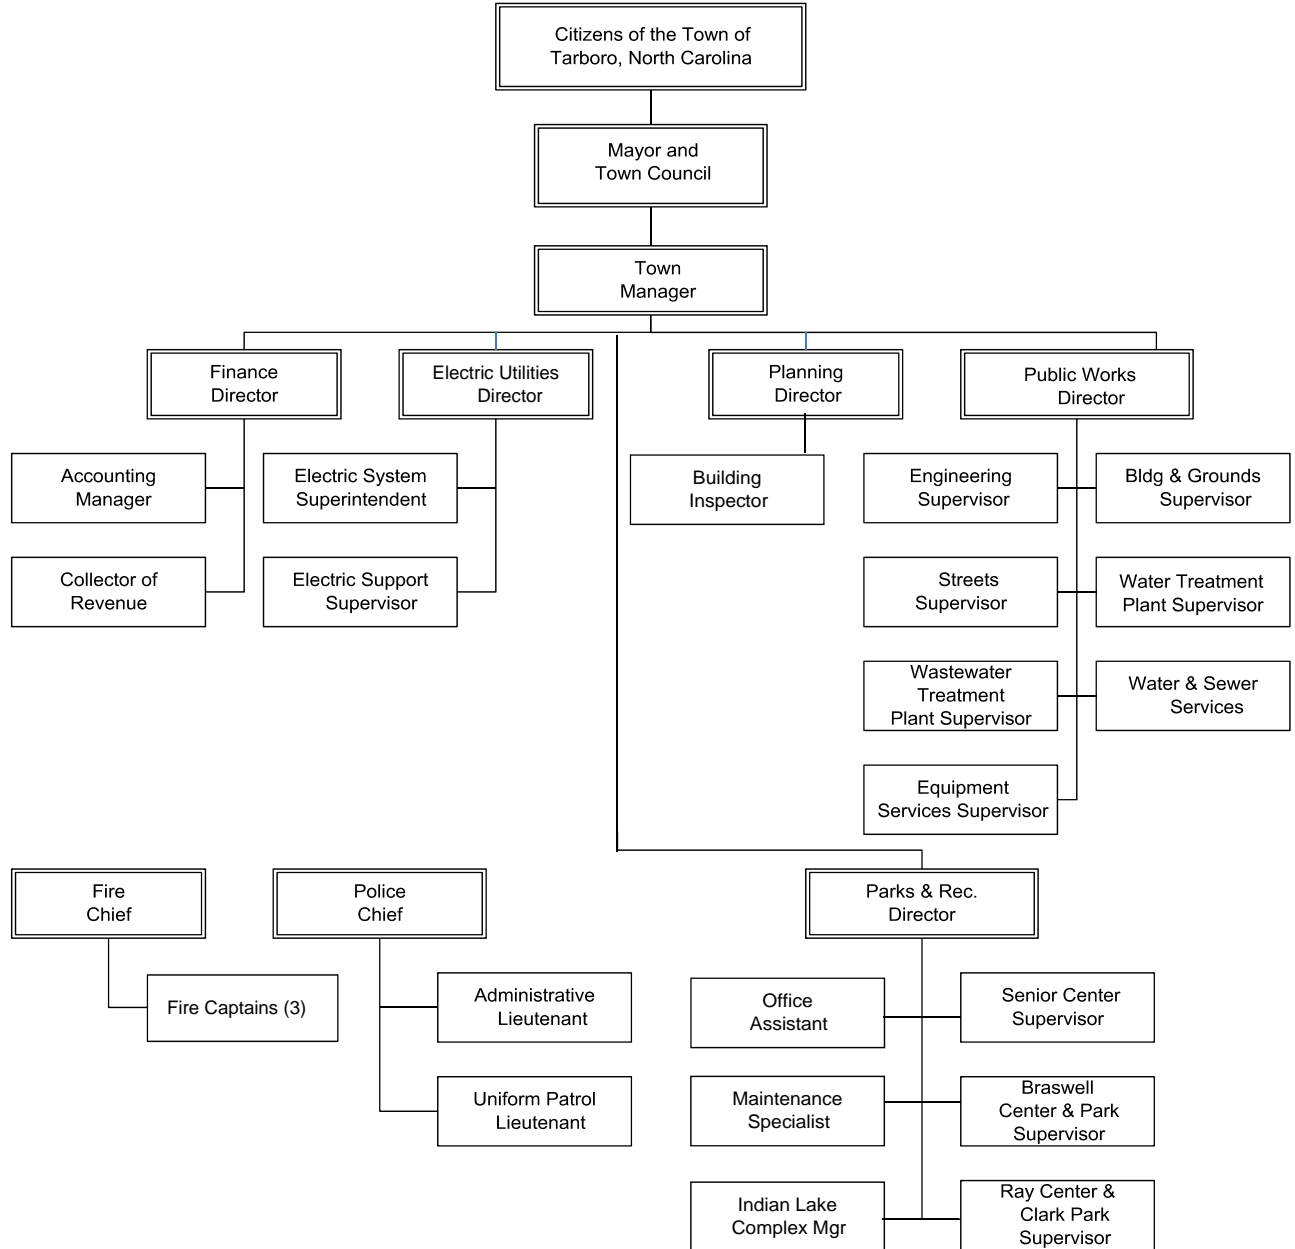 Citizens of the Town of
Tarboro, North Carolina
Mayor and
Town Council
Town
Manager
Finance
Director
Electric Utilities
Director
Planning
Director
Public Works
Director
Accounting
Manager
Electric System
Superintendent
Building
Inspector
Engineering
Supervisor
Bldg & Grounds
Supervisor
Collector of
Revenue
Electric Support
Supervisor
Streets
Supervisor
Water Treatment
Plant Supervisor
Wastewater
Treatment
Plant Supervisor
Water & Sewer
Services
Equipment
Services Supervisor
Fire
Chief
Police
Chief
Parks & Rec.
Director
Fire Captains (3)
Administrative
Lieutenant
Office
Assistant
Senior Center
Supervisor
Uniform Patrol
Lieutenant
Maintenance
Specialist
Braswell
Center & Park
Supervisor
Indian Lake
Complex Mgr
Ray Center &
Clark Park
Supervisor